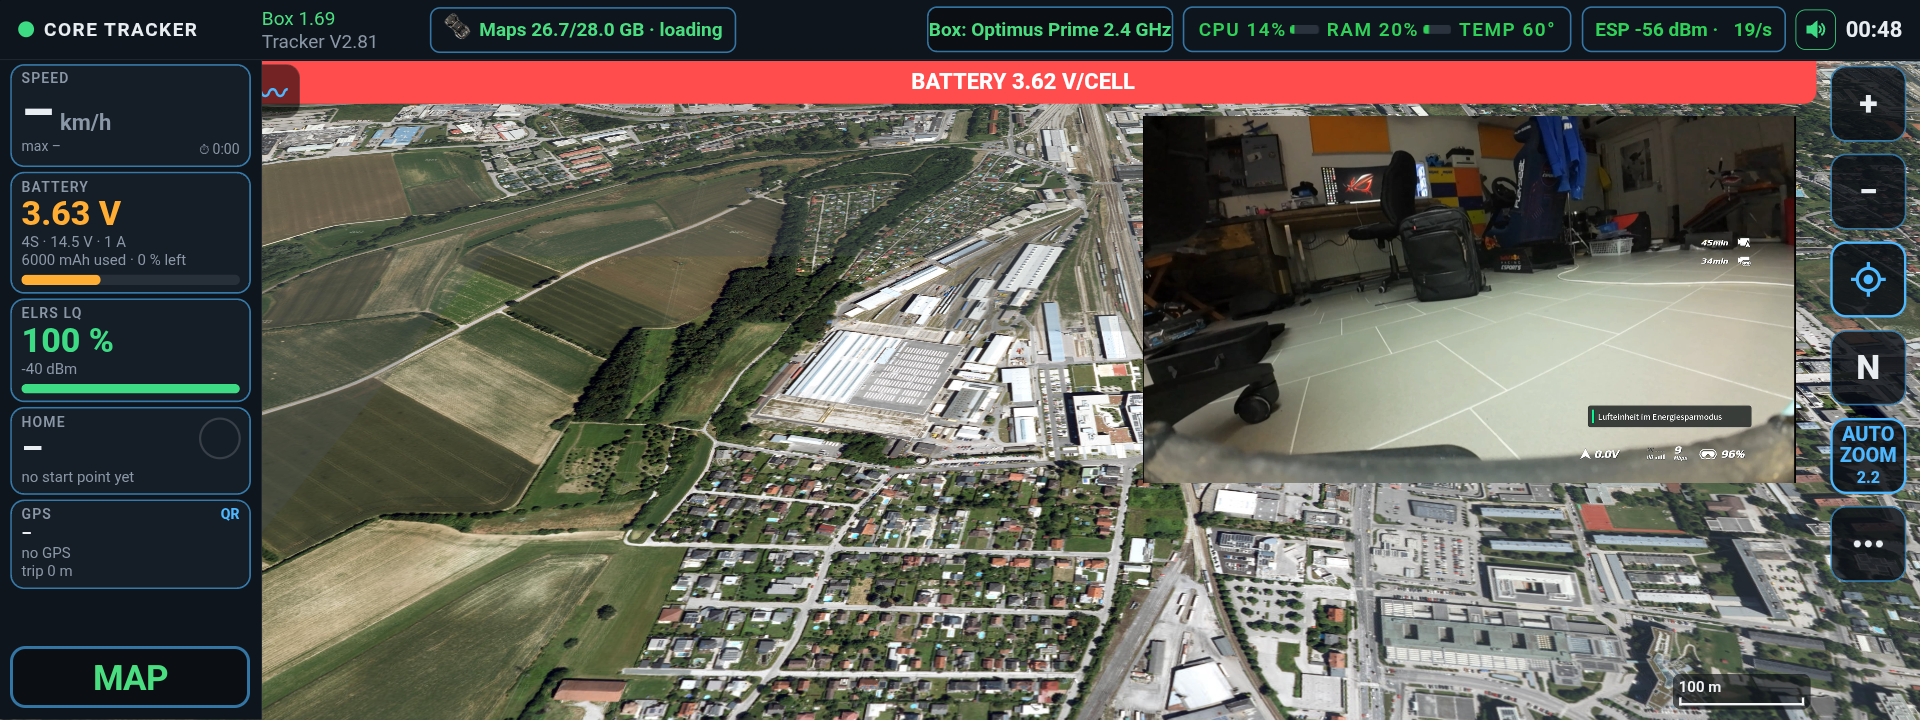 CORE TRACKER
Box 1.69
Tracker V2.81
Maps 26.7/28.0 GB · loading
Box: Optimus Prime 2.4 GHz
CPU 14%
RAM 20%
TEMP 60°
ESP -56 dBm · 19/s
00:48
BATTERY 3.62 V/CELL
SPEED
– km/h
max –
0:00
BATTERY
3.63 V
4S · 14.5 V · 1 A
6000 mAh used · 0 % left
ELRS LQ
100 %
-40 dBm
HOME
–
no start point yet
GPS
QR
–
no GPS
trip 0 m
MAP
45min
34min
Lufteinheit im Energiesparmodus
0.0V
9
Mbps
96%
+
−
N
AUTO
ZOOM
2.2
100 m